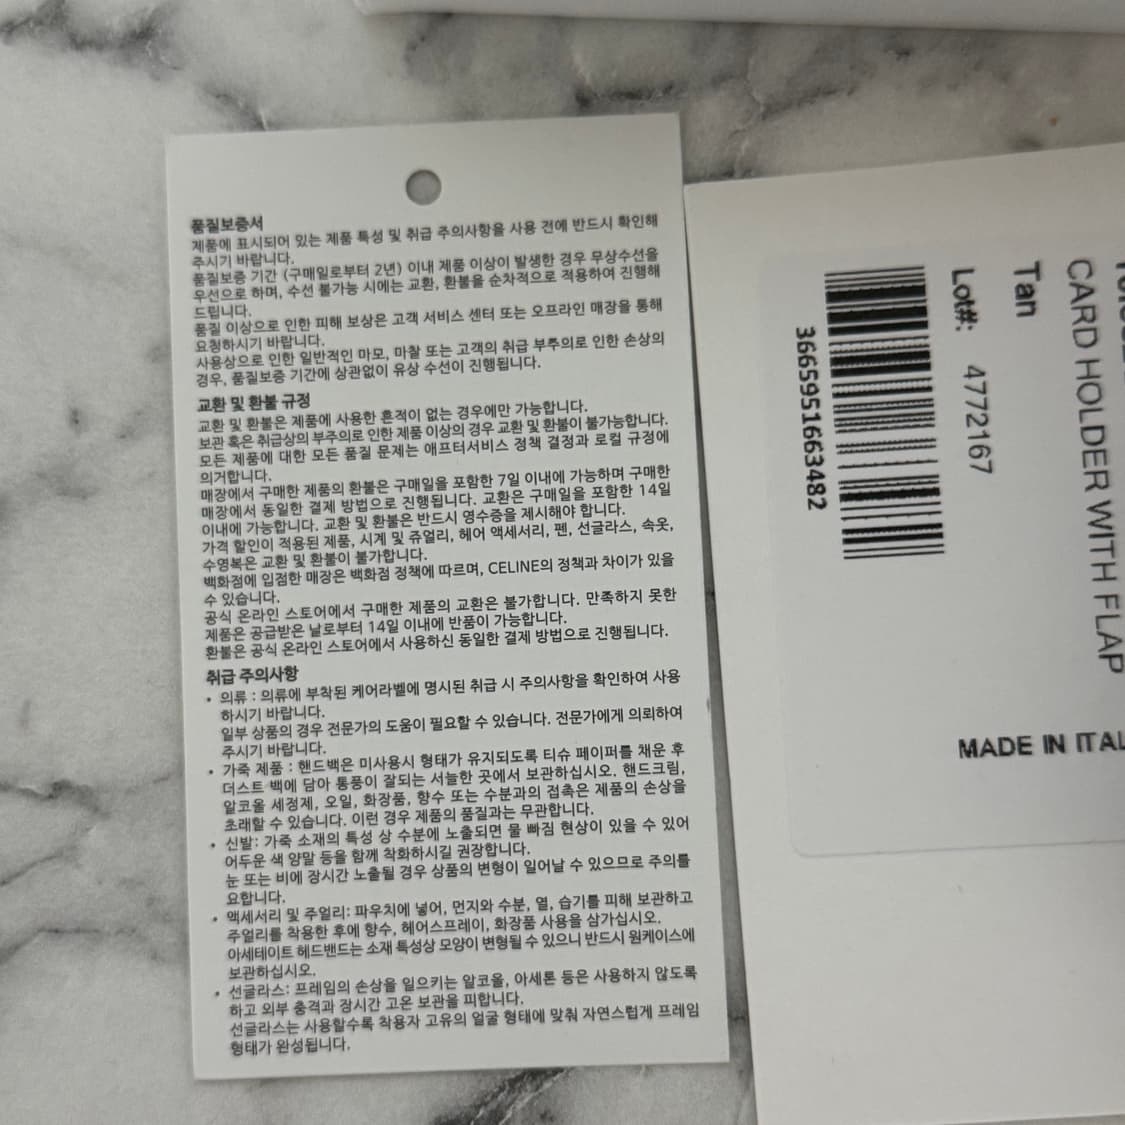 품질보증서
제품에 표시되어 있는 제품 특성 및 취급 주의사항을 사용 전에 반드시 확인해
주시기 바랍니다.
품질보증 기간 (구매일로부터 2년) 이내 제품 이상이 발생한 경우 무상수선을
우선으로 하며, 수선 불가능 시에는 교환, 환불을 순차적으로 적용하여 진행해
드립니다.
품질 이상으로 인한 피해 보상은 고객 서비스 센터 또는 오프라인 매장을 통해
요청하시기 바랍니다.
사용상으로 인한 일반적인 마모, 마찰 또는 고객의 취급 부주의로 인한 손상의
경우, 품질보증 기간에 상관없이 유상 수선이 진행됩니다.
교환 및 환불 규정
교환 및 환불은 제품에 사용한 흔적이 없는 경우에만 가능합니다.
보관 혹은 취급상의 부주의로 인한 제품 이상의 경우 교환 및 환불이 불가능합니다.
모든 제품에 대한 모든 품질 문제는 애프터서비스 정책 결정과 로컬 규정에
의거합니다.
매장에서 구매한 제품의 환불은 구매일을 포함한 7일 이내에 가능하며 구매한
매장에서 동일한 결제 방법으로 진행됩니다. 교환은 구매일을 포함한 14일
이내에 가능합니다. 교환 및 환불은 반드시 영수증을 제시해야 합니다.
가격 할인이 적용된 제품, 시계 및 쥬얼리, 헤어 액세서리, 펜, 선글라스, 속옷,
수영복은 교환 및 환불이 불가합니다.
백화점에 입점한 매장은 백화점 정책에 따르며, CELINE의 정책과 차이가 있을
수 있습니다.
공식 온라인 스토어에서 구매한 제품의 교환은 불가합니다. 만족하지 못한
제품은 공급받은 날로부터 14일 이내에 반품이 가능합니다.
환불은 공식 온라인 스토어에서 사용하신 동일한 결제 방법으로 진행됩니다.
취급 주의사항
• 의류 : 의류에 부착된 케어라벨에 명시된 취급 시 주의사항을 확인하여 사용
하시기 바랍니다.
일부 상품의 경우 전문가의 도움이 필요할 수 있습니다. 전문가에게 의뢰하여
주시기 바랍니다.
• 가죽 제품 : 핸드백은 미사용시 형태가 유지되도록 티슈 페이퍼를 채운 후
더스트 백에 담아 통풍이 잘되는 서늘한 곳에서 보관하십시오. 핸드크림,
알코올 세정제, 오일, 화장품, 향수 또는 수분과의 접촉은 제품의 손상을
초래할 수 있습니다. 이런 경우 제품의 품질과는 무관합니다.
• 신발: 가죽 소재의 특성 상 수분에 노출되면 물 빠짐 현상이 있을 수 있어
어두운 색 양말 등을 함께 착화하시길 권장합니다.
눈 또는 비에 장시간 노출될 경우 상품의 변형이 일어날 수 있으므로 주의를
요합니다.
• 액세서리 및 주얼리: 파우치에 넣어, 먼지와 수분, 열, 습기를 피해 보관하고
주얼리를 착용한 후에 향수, 헤어스프레이, 화장품 사용을 삼가십시오.
아세테이트 헤드밴드는 소재 특성상 모양이 변형될 수 있으니 반드시 원케이스에
보관하십시오.
• 선글라스: 프레임의 손상을 일으키는 알코올, 아세톤 등은 사용하지 않도록
하고 외부 충격과 장시간 고온 보관을 피합니다.
선글라스는 사용할수록 착용자 고유의 얼굴 형태에 맞춰 자연스럽게 프레임
형태가 완성됩니다.
CARD HOLDER WITH FLAP
Tan
Lot#: 4772167
3665951663482
MADE IN ITAL